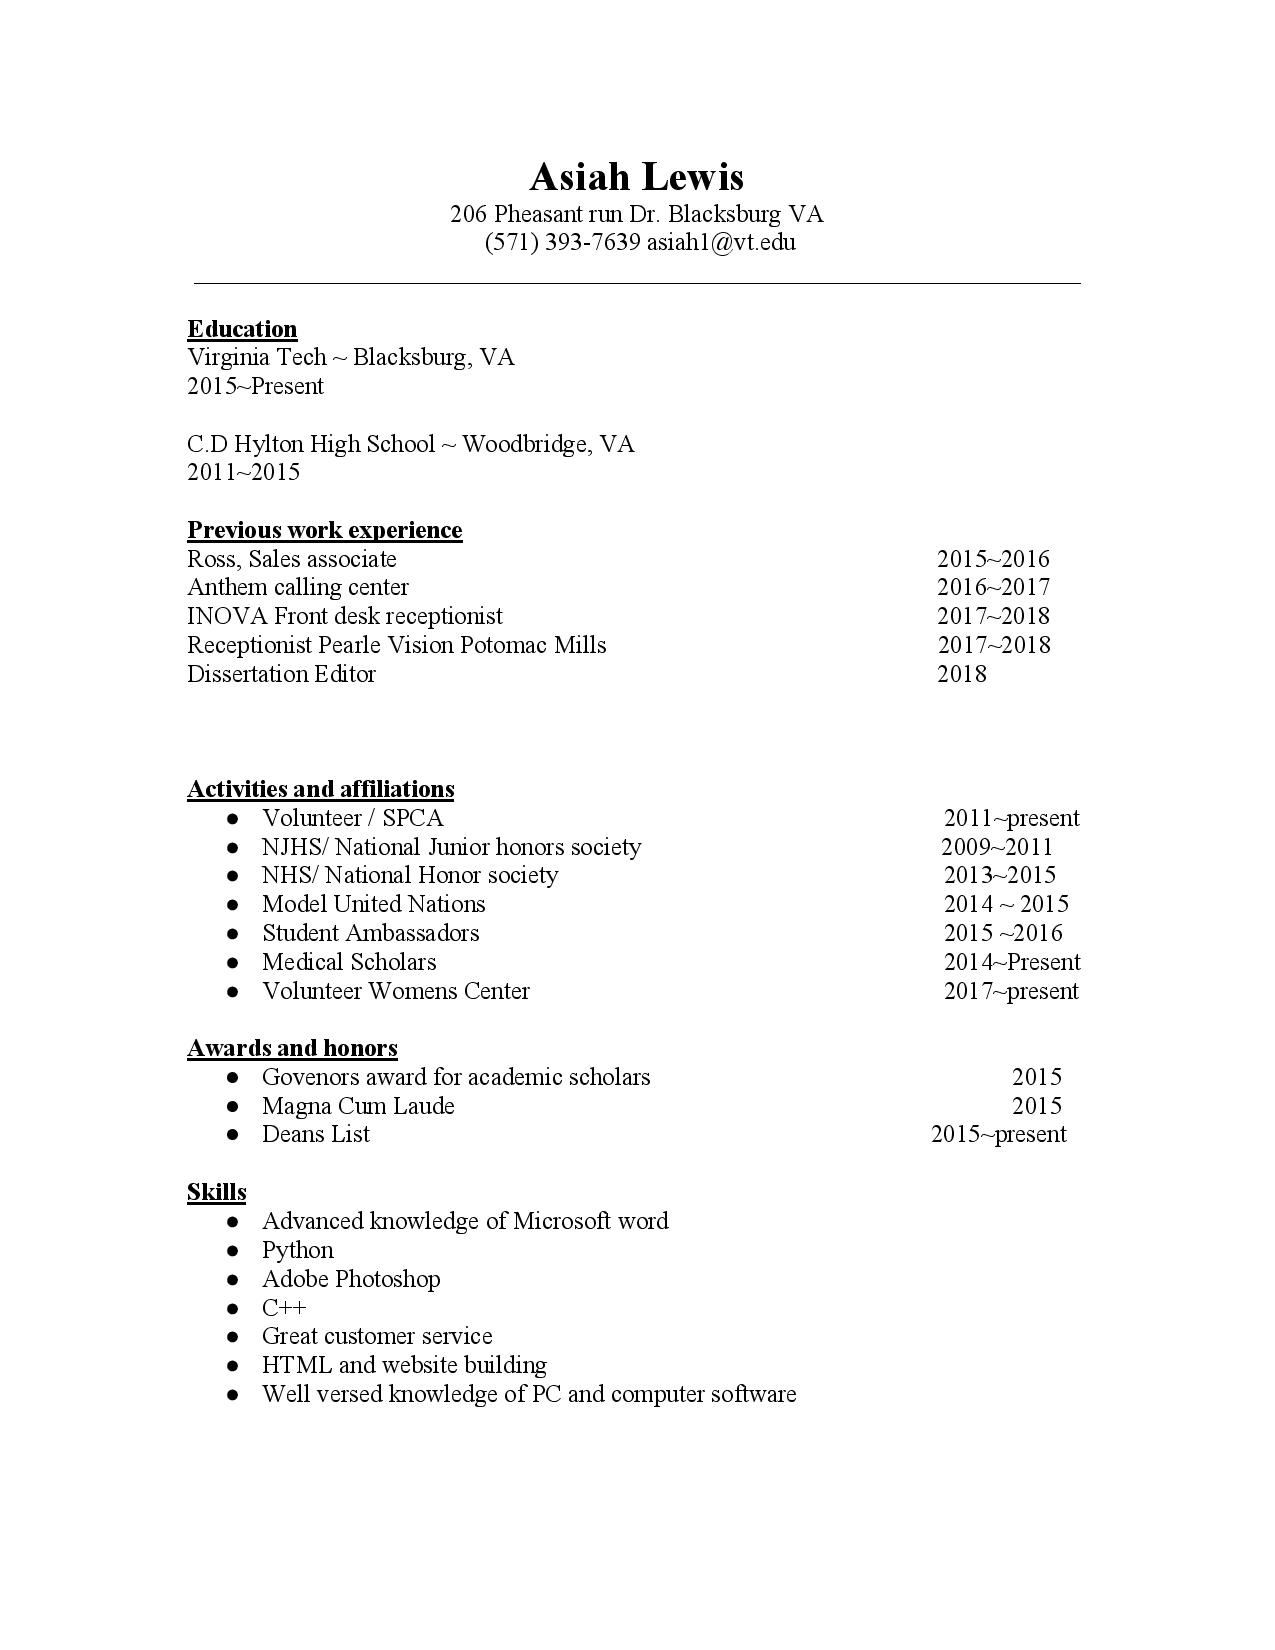 Asiah Lewis
206 Pheasant run Dr. Blacksburg VA
(571) 393-7639 asiah1@vt.edu
Education
Virginia Tech ~ Blacksburg, VA
2015~Present
C.D Hylton High School ~ Woodbridge, VA
2011~2015
Previous work experience
Ross, Sales associate 2015~2016
Anthem calling center 2016~2017
INOVA Front desk receptionist 2017~2018
Receptionist Pearle Vision Potomac Mills 2017~2018
Dissertation Editor 2018
Activities and affiliations
● Volunteer / SPCA 2011~present
● NJHS/ National Junior honors society 2009~2011
● NHS/ National Honor society 2013~2015
● Model United Nations 2014 ~ 2015
● Student Ambassadors 2015 ~2016
● Medical Scholars 2014~Present
● Volunteer Womens Center 2017~present
Awards and honors
● Govenors award for academic scholars 2015
● Magna Cum Laude 2015
● Deans List 2015~present
Skills
● Advanced knowledge of Microsoft word
● Python
● Adobe Photoshop
● C++
● Great customer service
● HTML and website building
● Well versed knowledge of PC and computer software